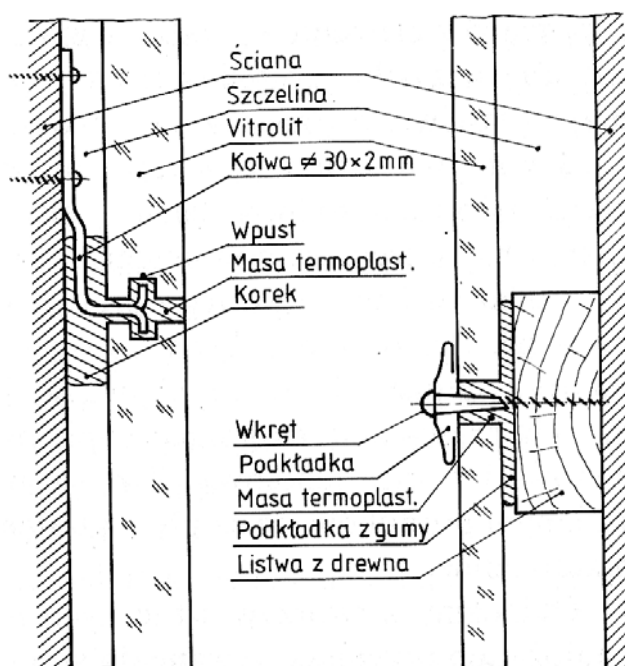 Ściana
Szczelina
Vitrolit
Kotwa ≠ 30×2mm
Wpust
Masa termoplast.
Korek
Wkręt
Podkładka
Masa termoplast.
Podkładka z gumy
Listwa z drewna